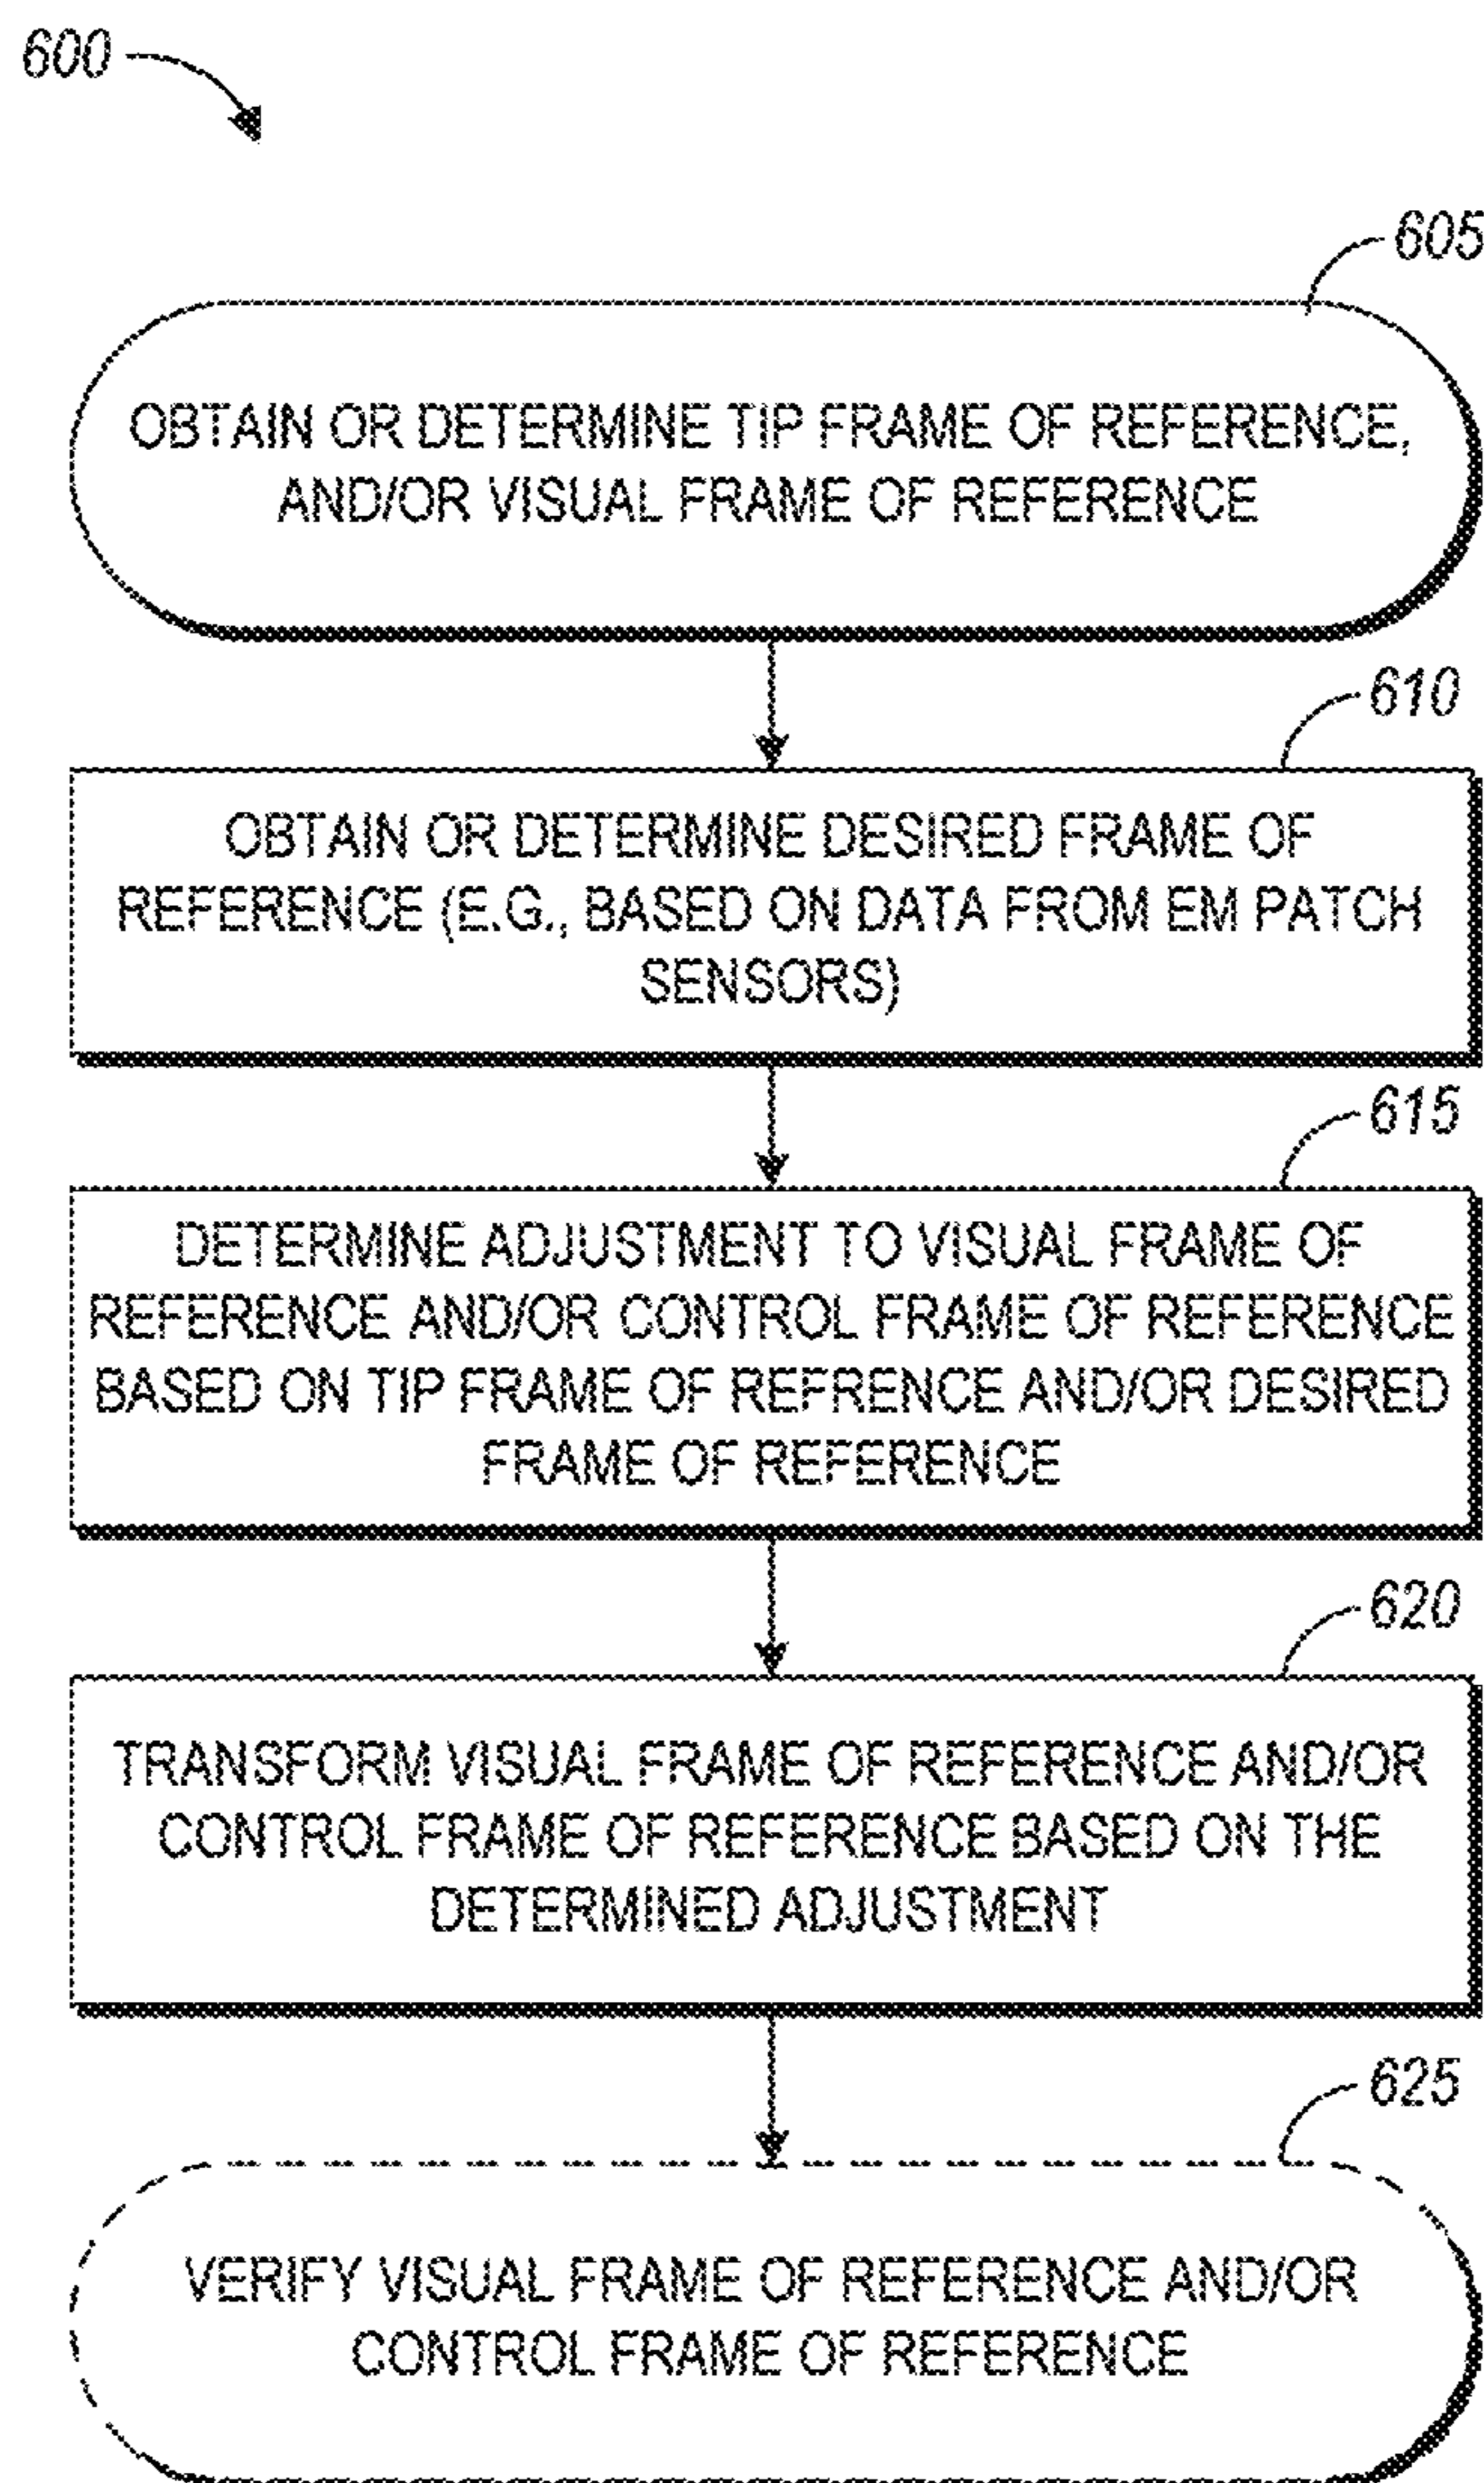 600
605
OBTAIN OR DETERMINE TIP FRAME OF REFERENCE,
AND/OR VISUAL FRAME OF REFERENCE
610
OBTAIN OR DETERMINE DESIRED FRAME OF
REFERENCE (E.G., BASED ON DATA FROM EM PATCH
SENSORS)
615
DETERMINE ADJUSTMENT TO VISUAL FRAME OF
REFERENCE AND/OR CONTROL FRAME OF REFERENCE
BASED ON TIP FRAME OF REFRENCE AND/OR DESIRED
FRAME OF REFERENCE
620
TRANSFORM VISUAL FRAME OF REFERENCE AND/OR
CONTROL FRAME OF REFERENCE BASED ON THE
DETERMINED ADJUSTMENT
625
VERIFY VISUAL FRAME OF REFERENCE AND/OR
CONTROL FRAME OF REFERENCE